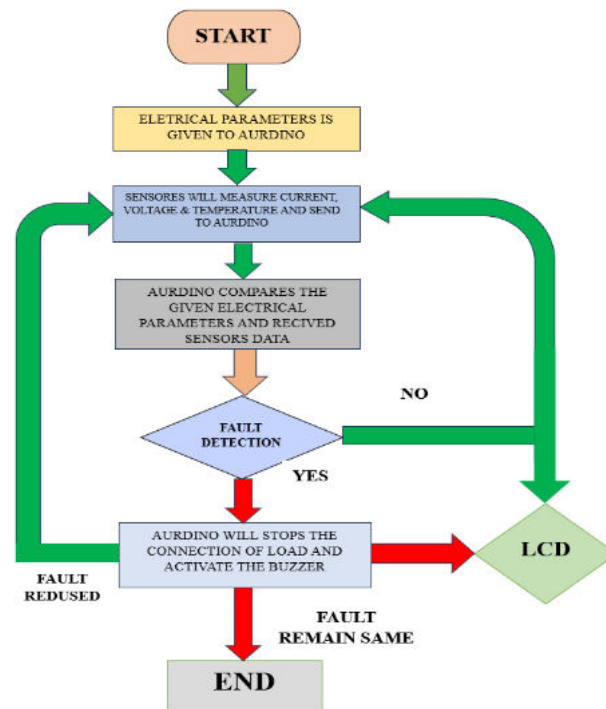 START
ELETRICAL PARAMETERS IS
GIVEN TO AURDINO
SENSORES WILL MEASURE CURRENT,
VOLTAGE & TEMPERATURE AND SEND
TO AURDINO
AURDINO COMPARES THE
GIVEN ELECTRICAL
PARAMETERS AND RECIVED
SENSORS DATA
NO
FAULT
DETECTION
YES
AURDINO WILL STOPS THE
CONNECTION OF LOAD AND
ACTIVATE THE BUZZER
LCD
FAULT
REDUSED
FAULT
REMAIN SAME
END